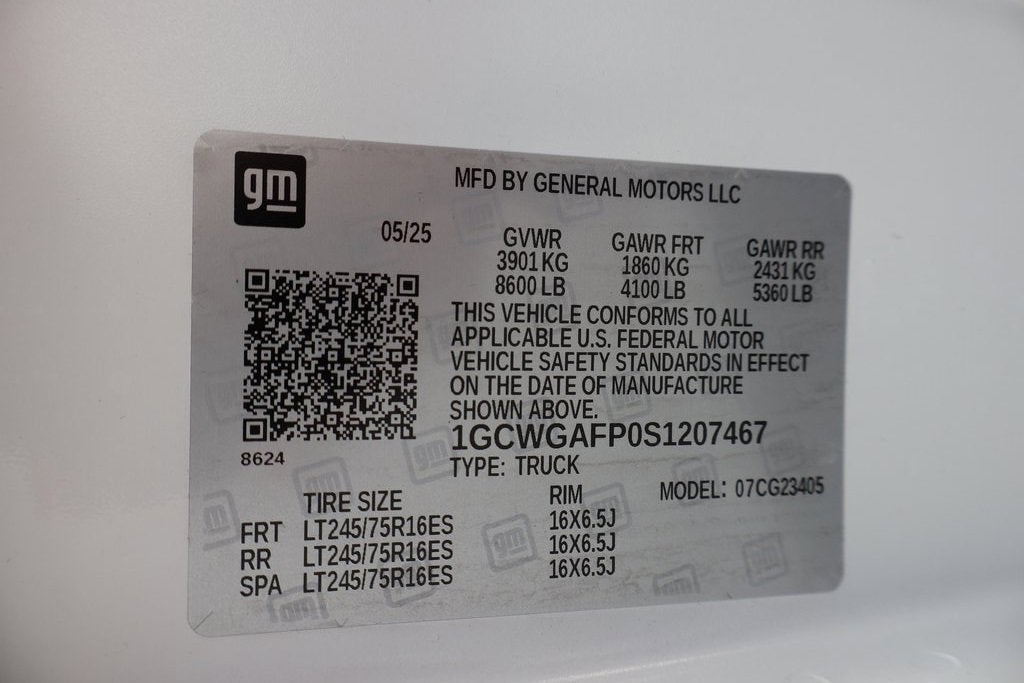 gm
MFD BY GENERAL MOTORS LLC
05/25
GVWR GAWR FRT GAWR RR
3901 KG 1860 KG 2431 KG
8600 LB 4100 LB 5360 LB
THIS VEHICLE CONFORMS TO ALL
APPLICABLE U.S. FEDERAL MOTOR
VEHICLE SAFETY STANDARDS IN EFFECT
ON THE DATE OF MANUFACTURE
SHOWN ABOVE.
1GCWGAFP0S1207467
8624
TYPE: TRUCK
MODEL: 07CG23405
TIRE SIZE RIM
FRT LT245/75R16ES 16X6.5J
RR LT245/75R16ES 16X6.5J
SPA LT245/75R16ES 16X6.5J